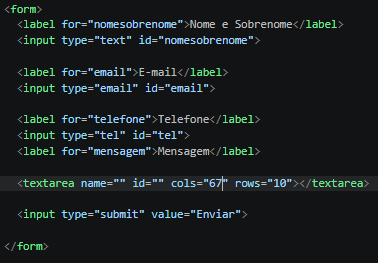 <form>
<label for="nomesobrenome">Nome e Sobrenome</label>
<input type="text" id="nomesobrenome">
<label for="email">E-mail</label>
<input type="email" id="email">
<label for="telefone">Telefone</label>
<input type="tel" id="tel">
<label for="mensagem">Mensagem</label>
<textarea name="" id="" cols="67" rows="10"></textarea>
<input type="submit" value="Enviar">
</form>